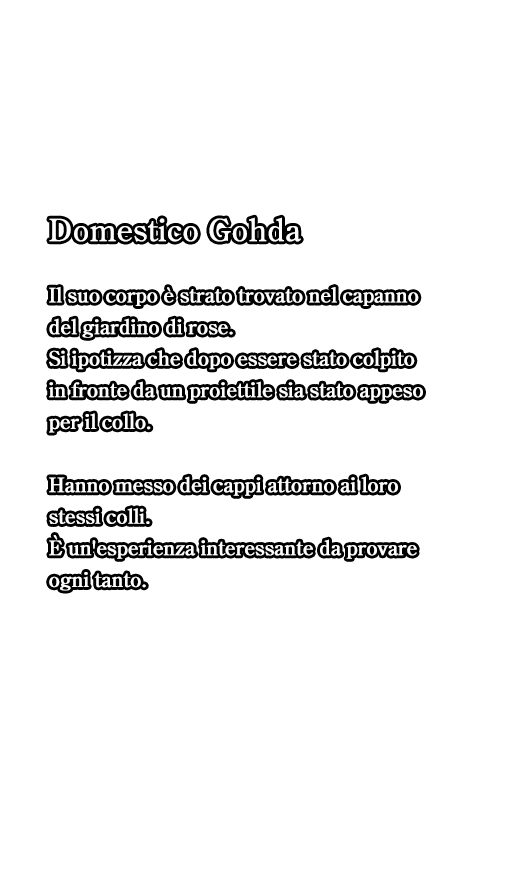 Domestico Gohda
Il suo corpo è strato trovato nel capanno
del giardino di rose.
Si ipotizza che dopo essere stato colpito
in fronte da un proiettile sia stato appeso
per il collo.
Hanno messo dei cappi attorno ai loro
stessi colli.
È un'esperienza interessante da provare
ogni tanto.